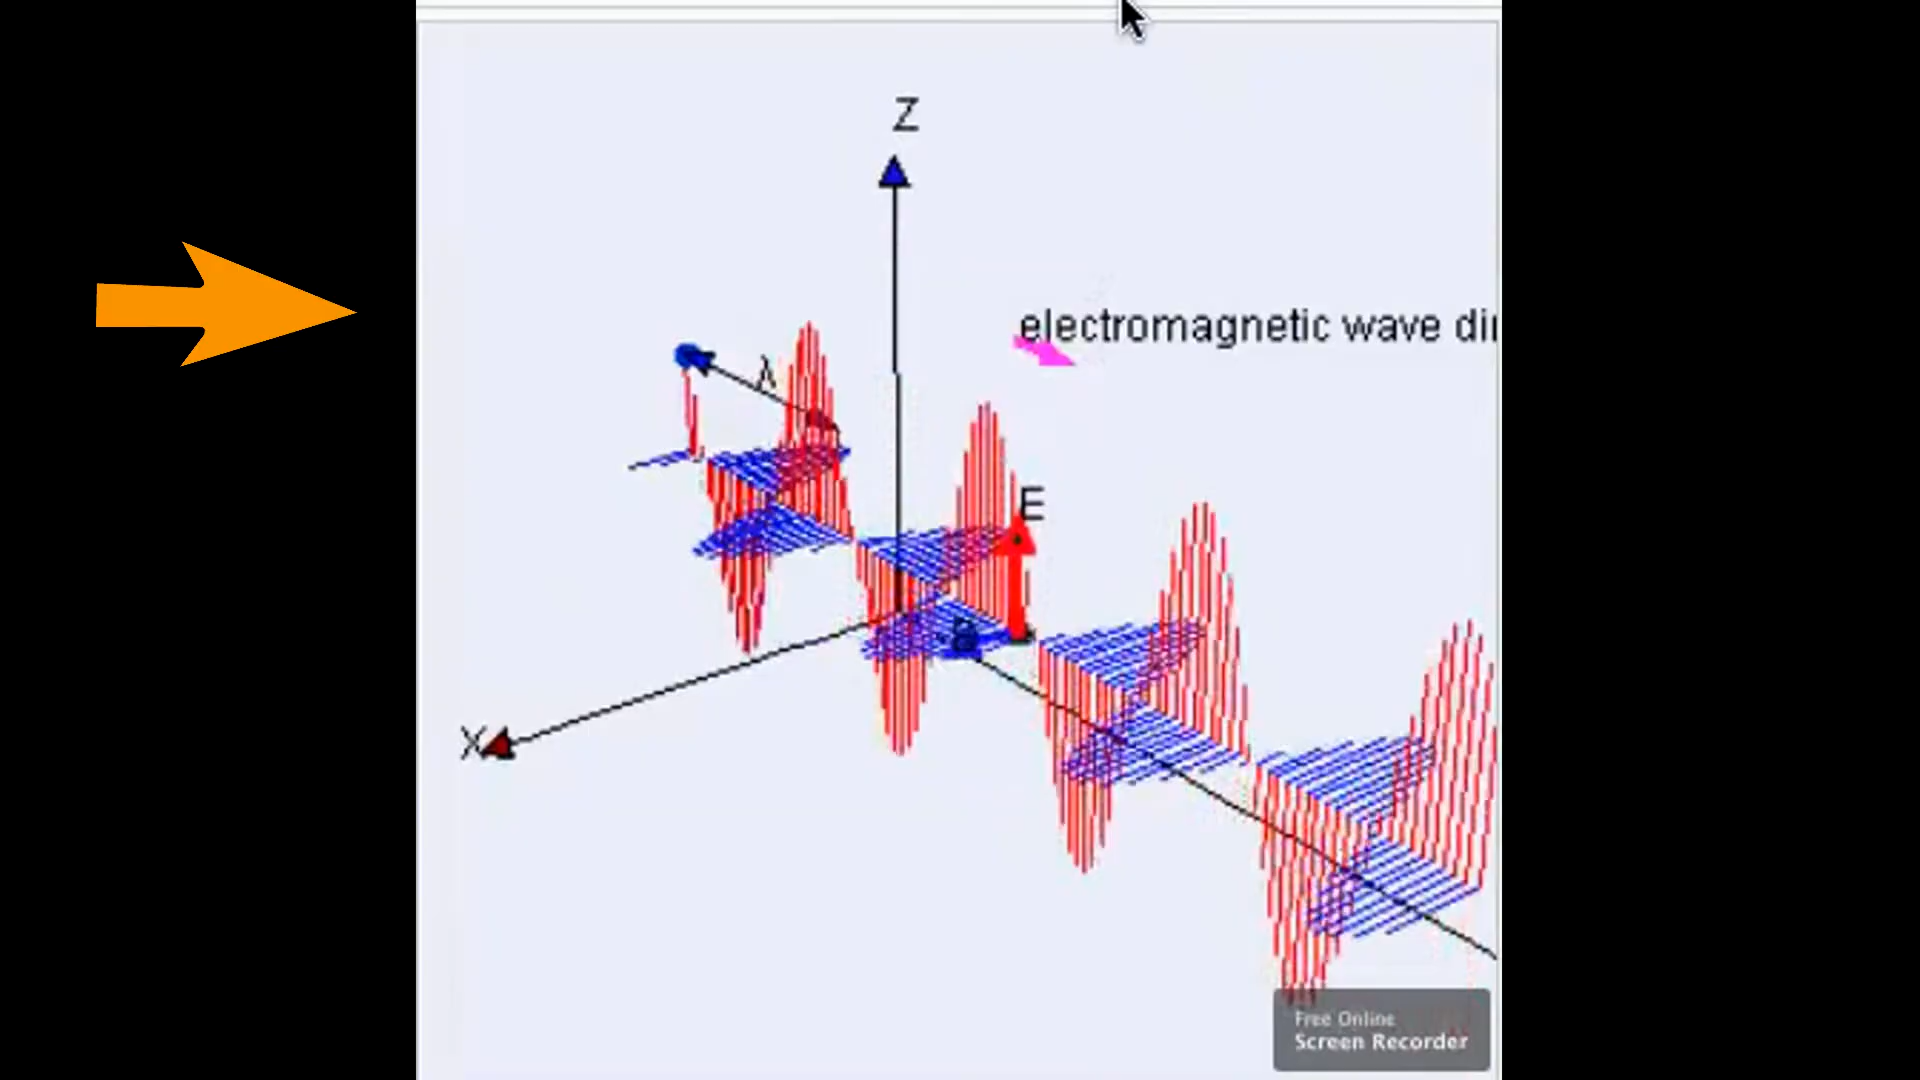 Z
electromagnetic wave di
λ
E
B
X
Free Online
Screen Recorder